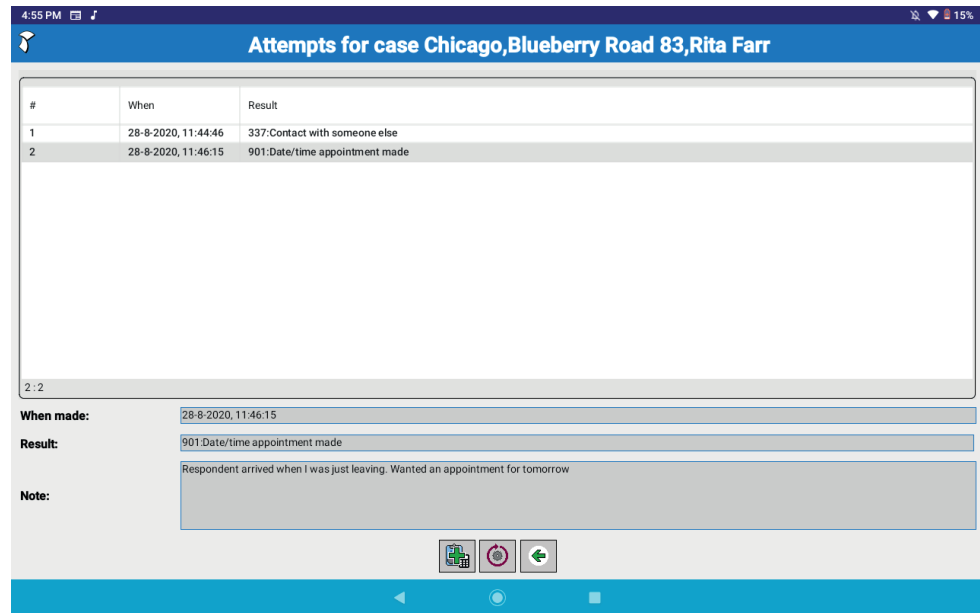 4:55 PM 15%
Attempts for case Chicago,Blueberry Road 83,Rita Farr
# When Result
1 28-8-2020, 11:44:46 337:Contact with someone else
2 28-8-2020, 11:46:15 901:Date/time appointment made
2 : 2
When made: 28-8-2020, 11:46:15
Result: 901:Date/time appointment made
Respondent arrived when I was just leaving. Wanted an appointment for tomorrow
Note: